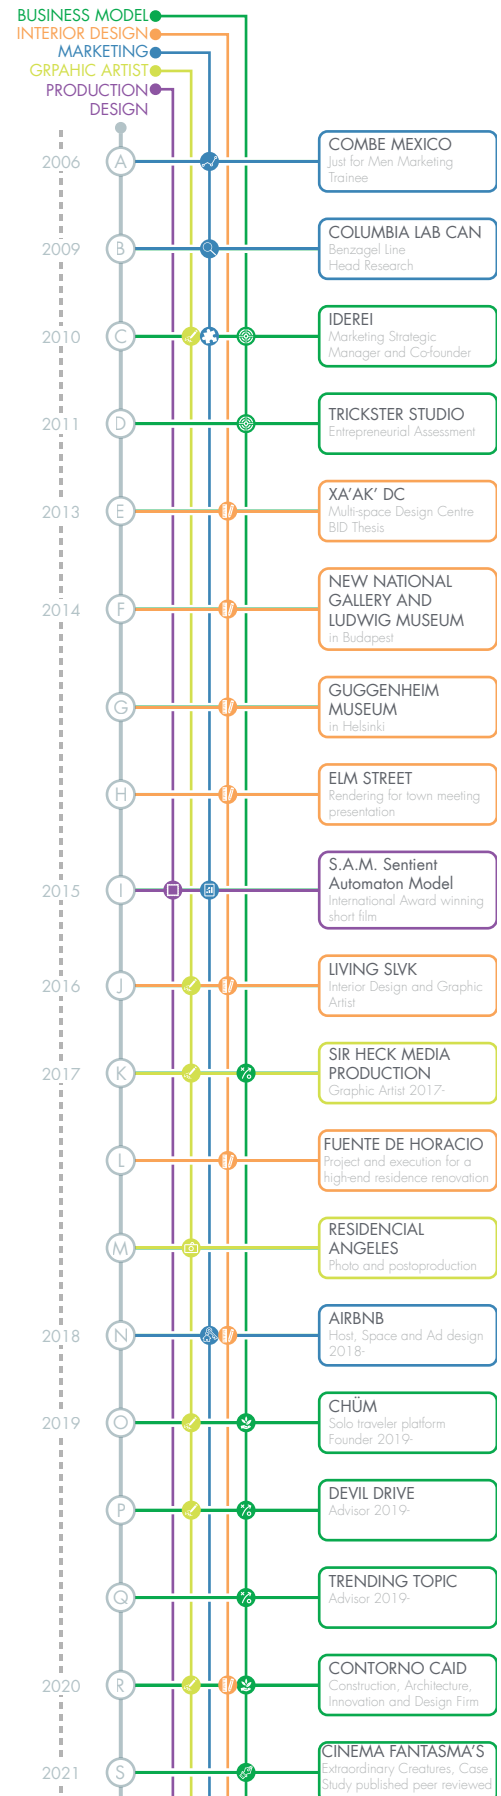 BUSINESS MODEL
INTERIOR DESIGN
MARKETING
GRPAHIC ARTIST
PRODUCTION
DESIGN
2006
A
COMBE MEXICO
Just for Men Marketing
Trainee
2009
B
COLUMBIA LAB CAN
Benzagel Line
Head Research
2010
C
IDEREI
Marketing Strategic
Manager and Co-founder
2011
D
TRICKSTER STUDIO
Entrepreneurial Assessment
2013
E
XA'AK' DC
Multi-space Design Centre
BID Thesis
2014
F
NEW NATIONAL
GALLERY AND
LUDWIG MUSEUM
in Budapest
G
GUGGENHEIM
MUSEUM
in Helsinki
H
ELM STREET
Rendering for town meeting
presentation
2015
I
S.A.M. Sentient
Automaton Model
International Award winning
short film
2016
J
LIVING SLVK
Interior Design and Graphic
Artist
2017
K
SIR HECK MEDIA
PRODUCTION
Graphic Artist 2017-
L
FUENTE DE HORACIO
Project and execution for a
high-end residence renovation
M
RESIDENCIAL
ANGELES
Photo and postoproduction
2018
N
AIRBNB
Host, Space and Ad design
2018-
2019
O
CHÜM
Solo traveler platform
Founder 2019-
P
DEVIL DRIVE
Advisor 2019-
Q
TRENDING TOPIC
Advisor 2019-
2020
R
CONTORNO CAID
Construction, Architecture,
Innovation and Design Firm
2021
S
CINEMA FANTASMA'S
Extraordinary Creatures, Case
Study published peer reviewed